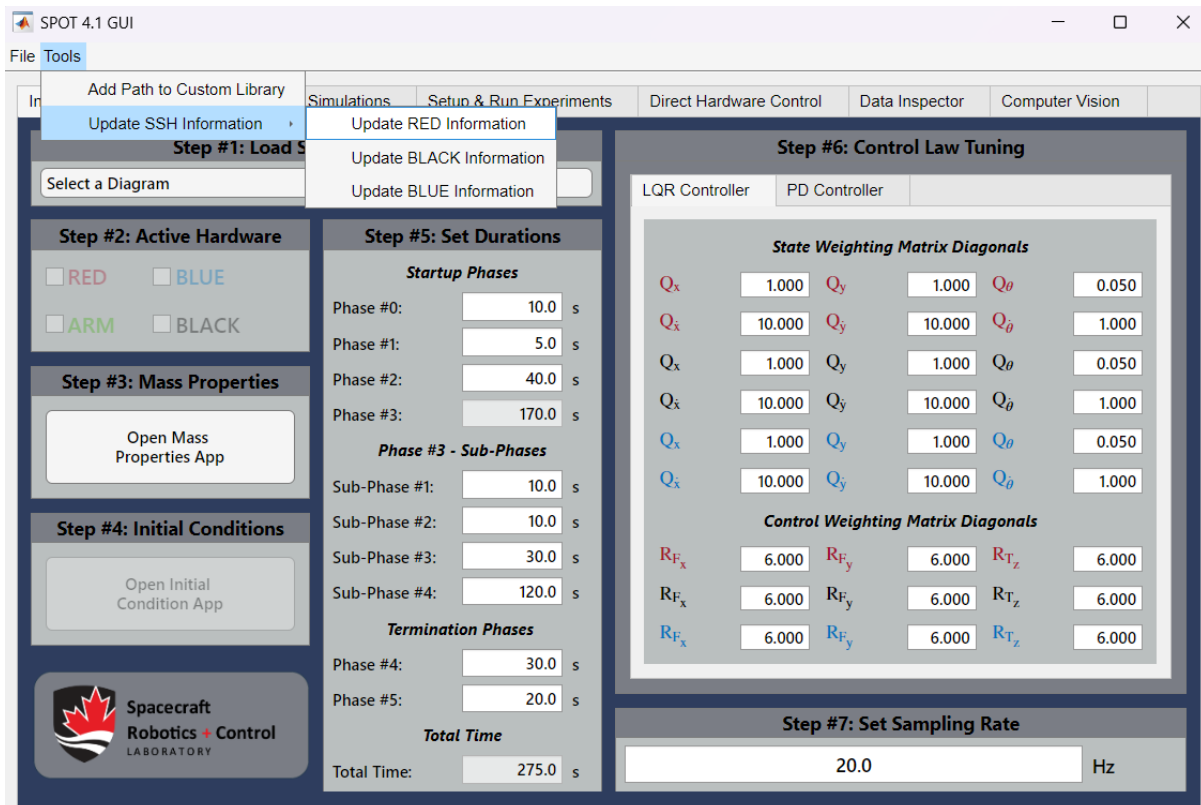 SPOT 4.1 GUI
File Tools
Add Path to Custom Library
Update SSH Information
Update RED Information
Update BLACK Information
Update BLUE Information
In
Simulations
Setup & Run Experiments
Direct Hardware Control
Data Inspector
Computer Vision
Step #1: Load S
Select a Diagram
Step #2: Active Hardware
RED BLUE
ARM BLACK
Step #3: Mass Properties
Open Mass
Properties App
Step #4: Initial Conditions
Open Initial
Condition App
Spacecraft
Robotics + Control
LABORATORY
Step #5: Set Durations
Startup Phases
Phase #0: 10.0 s
Phase #1: 5.0 s
Phase #2: 40.0 s
Phase #3: 170.0 s
Phase #3 - Sub-Phases
Sub-Phase #1: 10.0 s
Sub-Phase #2: 10.0 s
Sub-Phase #3: 30.0 s
Sub-Phase #4: 120.0 s
Termination Phases
Phase #4: 30.0 s
Phase #5: 20.0 s
Total Time
Total Time: 275.0 s
Step #6: Control Law Tuning
LQR Controller PD Controller
State Weighting Matrix Diagonals
Qx 1.000 Qy 1.000 Qθ 0.050
Qẋ 10.000 Qẏ 10.000 Qθ̇ 1.000
Qx 1.000 Qy 1.000 Qθ 0.050
Qẋ 10.000 Qẏ 10.000 Qθ̇ 1.000
Qx 1.000 Qy 1.000 Qθ 0.050
Qẋ 10.000 Qẏ 10.000 Qθ̇ 1.000
Control Weighting Matrix Diagonals
RFx 6.000 RFy 6.000 RTz 6.000
RFx 6.000 RFy 6.000 RTz 6.000
RFx 6.000 RFy 6.000 RTz 6.000
Step #7: Set Sampling Rate
20.0 Hz